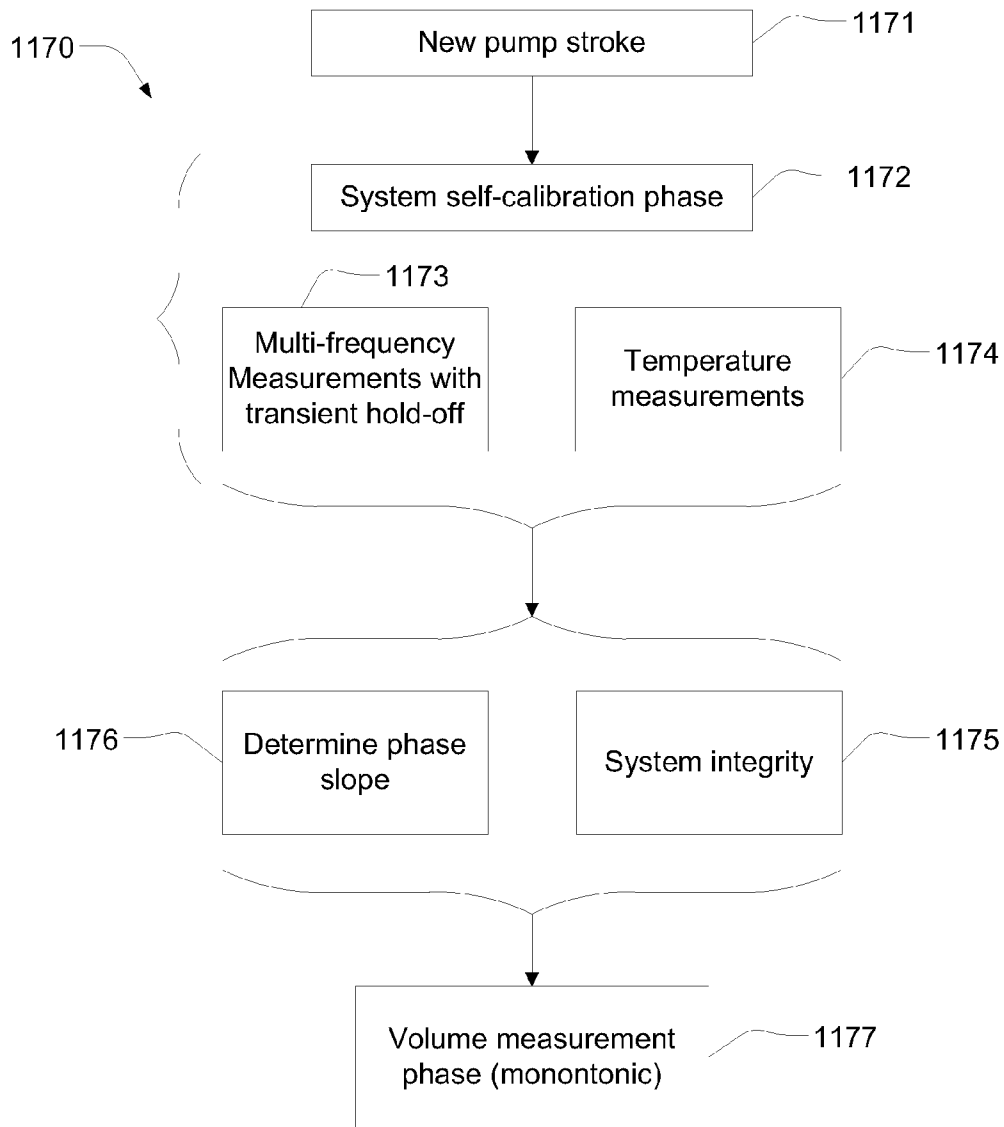 1170
New pump stroke
1171
System self-calibration phase
1172
1173
Multi-frequency
Measurements with
transient hold-off
Temperature
measurements
1174
1176
Determine phase
slope
System integrity
1175
Volume measurement
phase (monontonic)
1177